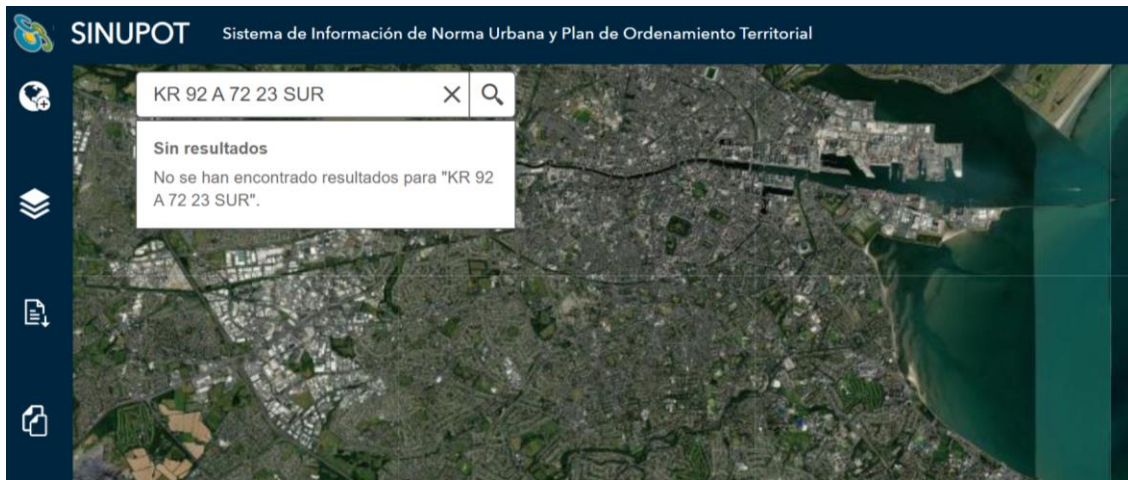 SINUPOT Sistema de Información de Norma Urbana y Plan de Ordenamiento Territorial
KR 92 A 72 23 SUR
Sin resultados
No se han encontrado resultados para "KR 92
A 72 23 SUR".